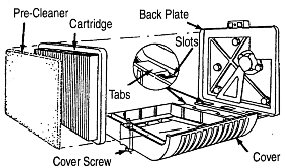 Pre-Cleaner
Cartridge
Back Plate
Slots
Tabs
Cover Screw
Cover